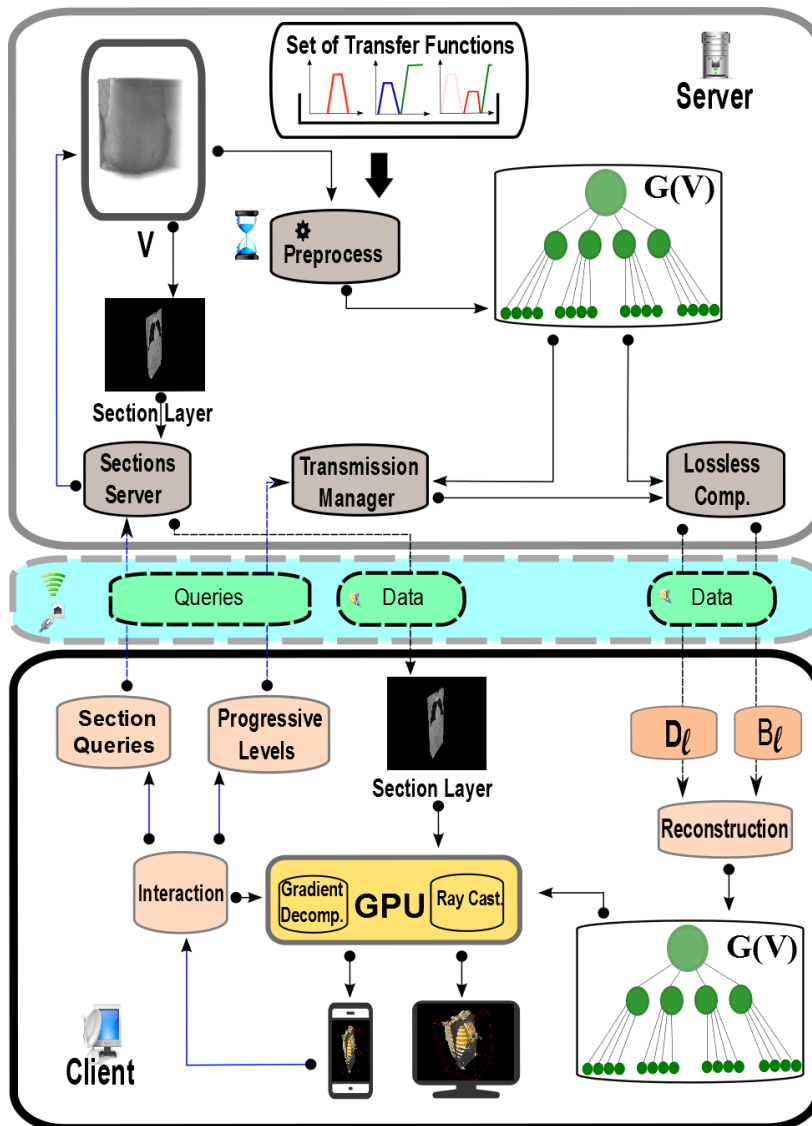 Set of Transfer Functions
Server
V
G(V)
Preprocess
Section Layer
Sections
Server
Transmission
Manager
Lossless
Comp.
Queries
Data
Data
Section
Queries
Progressive
Levels
Section Layer
Dℓ
Bℓ
Reconstruction
Interaction
Gradient
Decomp.
GPU
Ray Cast.
G(V)
Client